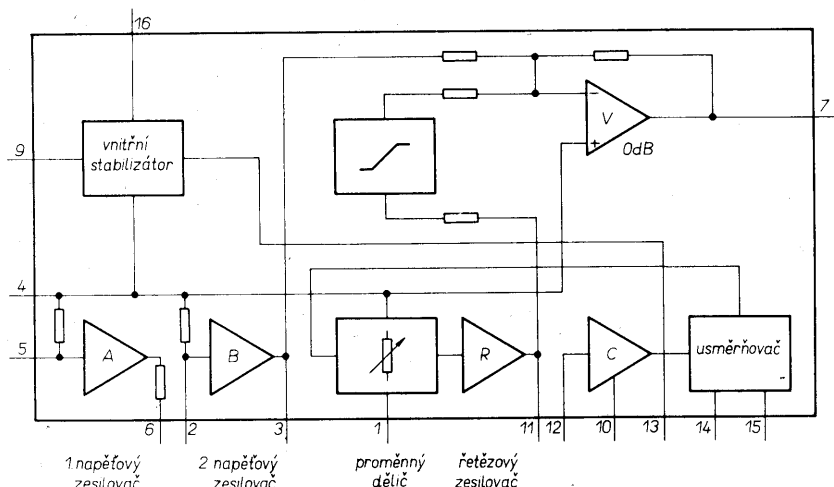 16
7
V
0dB
vnitřní
stabilizátor
9
4
5
A
B
R
C
usměrňovač
6
2
3
1
11
12
10
13
14
15
1. napěťový
zesilovač
2 napěťový
zesilovač
proměnný
dělič
řetězový
zesilovač